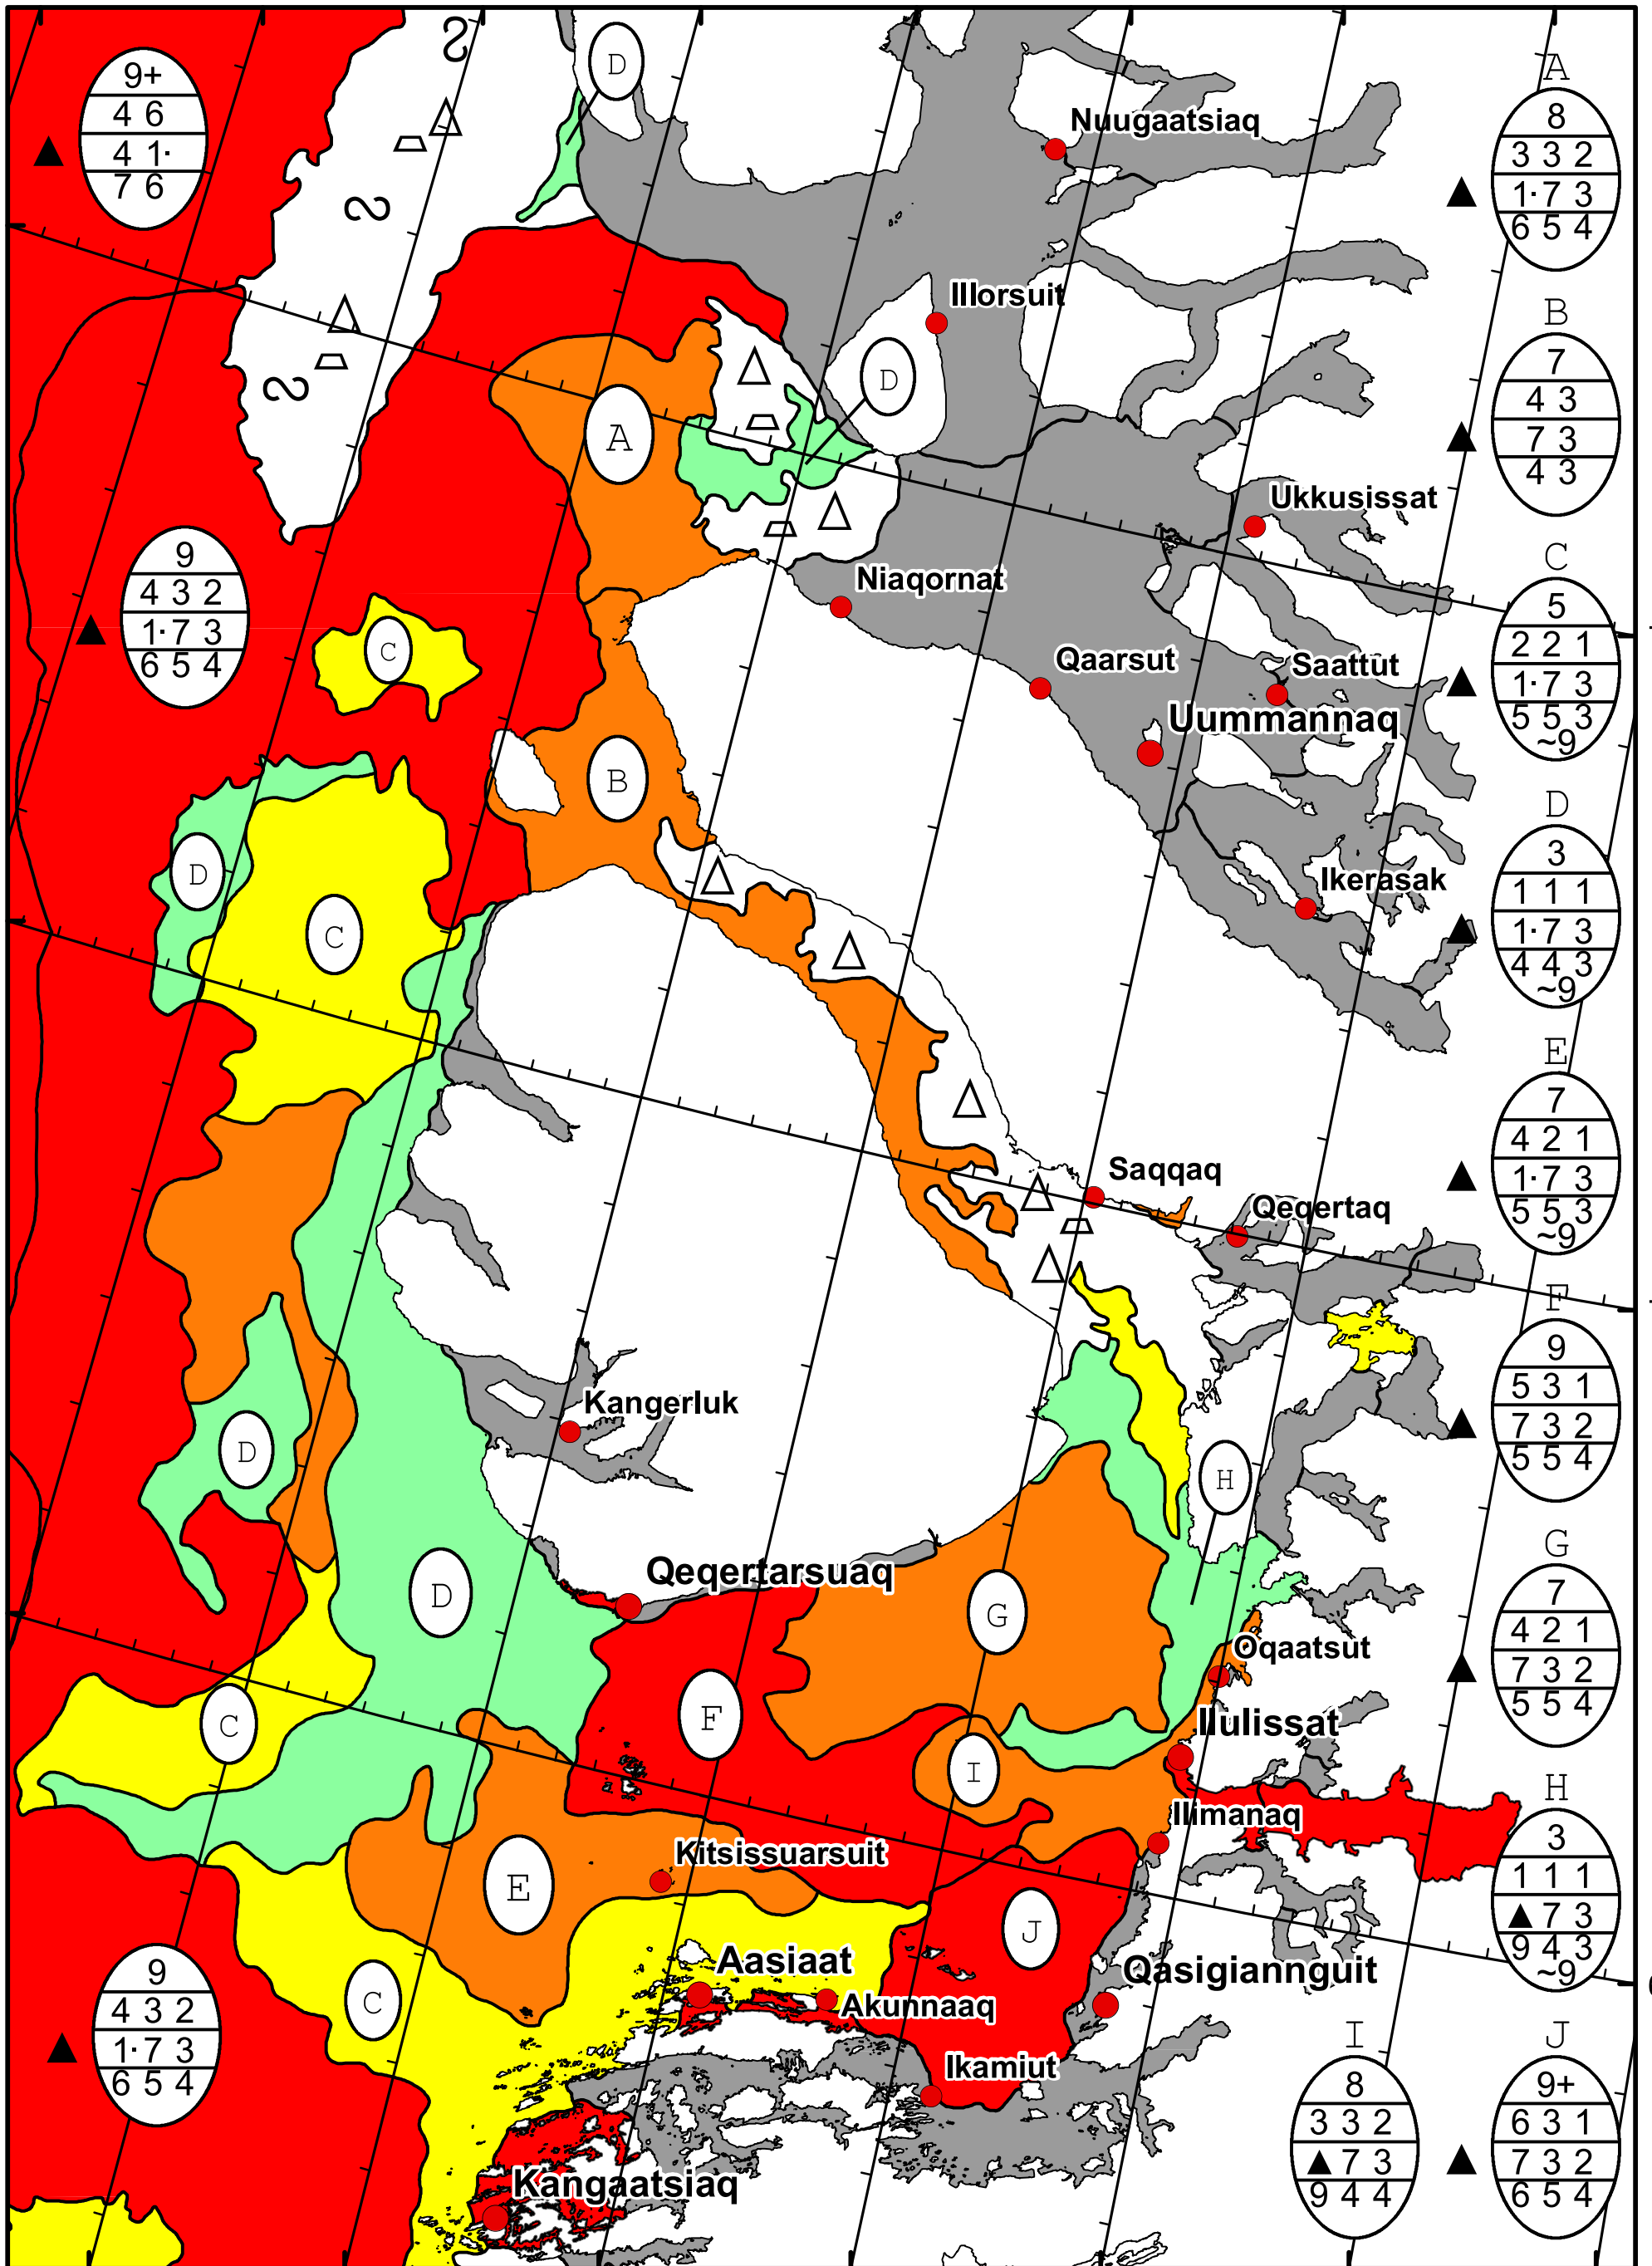 D
9+
4 6
4 1·
7 6
A
8
3 3 2
1· 7 3
6 5 4
Nuugaatsiaq
Illorsuit
D
B
7
4 3
7 3
4 3
A
Ukkusissat
9
4 3 2
1· 7 3
6 5 4
C
5
2 2 1
1· 7 3
5 5 3
~9
Niaqornat
C
Qaarsut
Saattut
Uummannaq
B
D
3
1 1 1
1· 7 3
4 4 3
~9
D
Ikerasak
C
E
7
4 2 1
1· 7 3
5 5 3
~9
Saqqaq
Qeqertaq
F
9
5 3 1
7 3 2
5 5 4
Kangerluk
D
H
G
7
4 2 1
7 3 2
5 5 4
Qeqertarsuaq
D
G
Oqaatsut
F
C
Ilulissat
I
H
3
1 1 1
▲ 7 3
9 4 3
~9
Ilimanaq
Kitsissuarsuit
E
J
Aasiaat
Qasigiannguit
9
4 3 2
1· 7 3
6 5 4
C
Akunnaaq
Ikamiut
I
8
3 3 2
▲ 7 3
9 4 4
J
9+
6 3 1
7 3 2
6 5 4
Kangaatsiaq